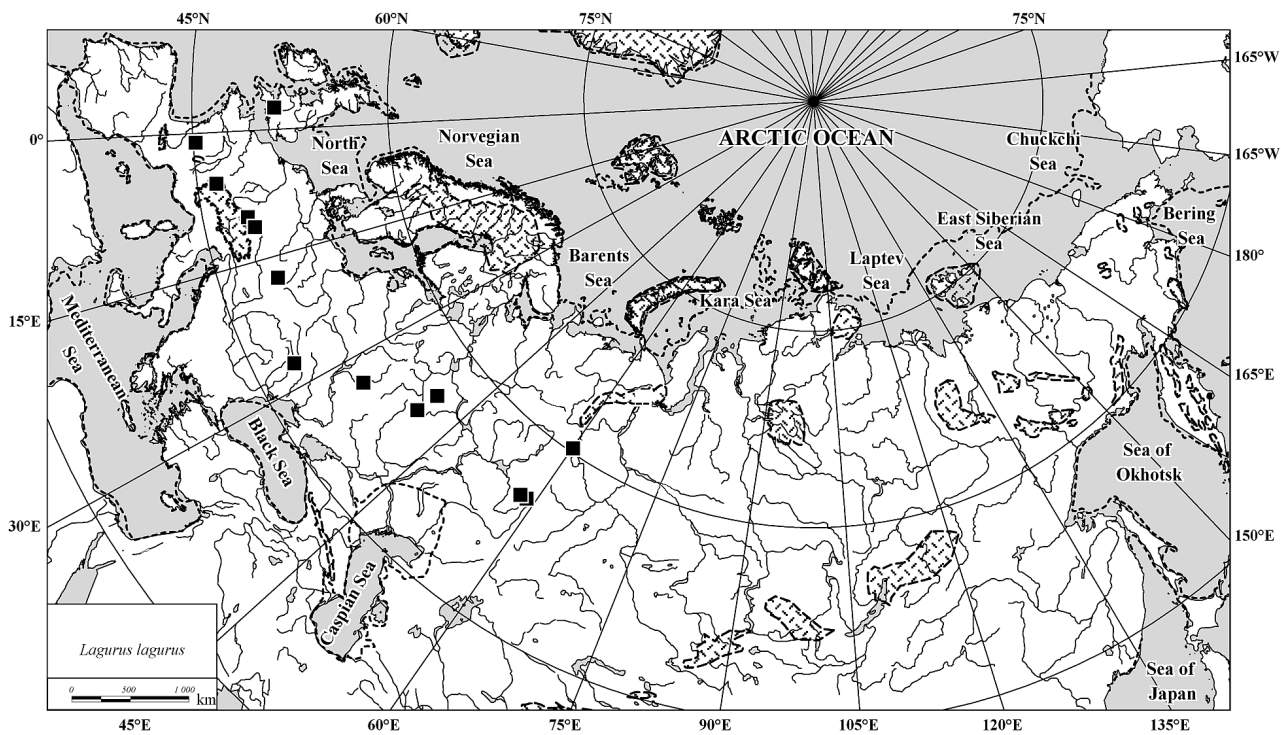 45°N
60°N
75°N
75°N
165°W
0°
North
Sea
Norvegian
Sea
ARCTIC OCEAN
Chuckchi
Sea
165°W
East Siberian
Sea
Bering
Sea
Barents
Sea
Laptev
Sea
180°
Kara Sea
15°E
Mediterranean
Sea
165°E
Black Sea
Sea of
Okhotsk
30°E
150°E
Caspian Sea
Lagurus lagurus
0 500 1 000
km
Sea of
Japan
45°E
60°E
75°E
90°E
105°E
120°E
135°E